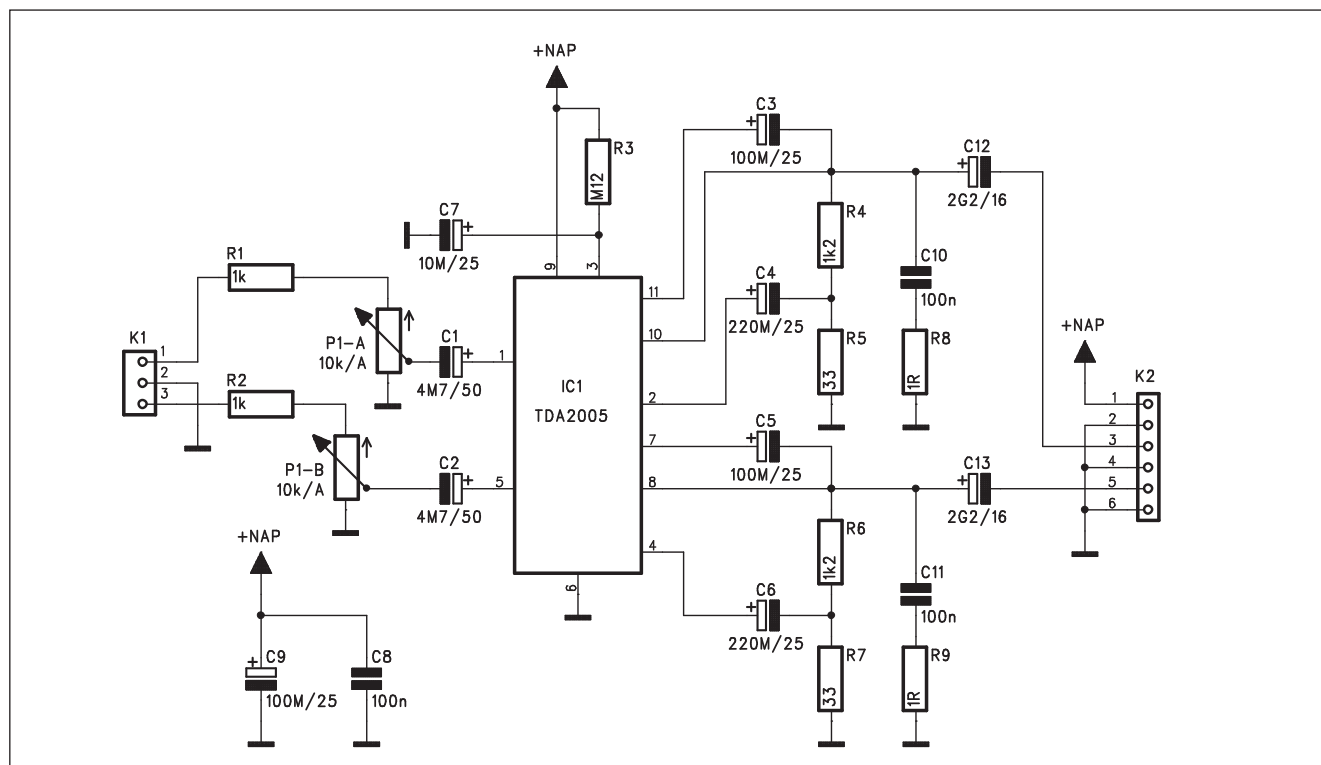 +NAP
C3
100M/25
R3
M12
C12
2G2/16
C7
10M/25
R4
1k2
R1
1k
9
3
C10
100n
C4
220M/25
11
K1
1
2
3
P1-A
10k/A
C1
4M7/50
1
10
R5
33
R8
1R
+NAP
R2
1k
IC1
TDA2005
2
K2
1
2
3
4
5
6
7
C5
100M/25
P1-B
10k/A
C2
4M7/50
5
8
C13
2G2/16
R6
1k2
+NAP
4
6
C6
220M/25
C11
100n
C9
100M/25
C8
100n
R7
33
R9
1R